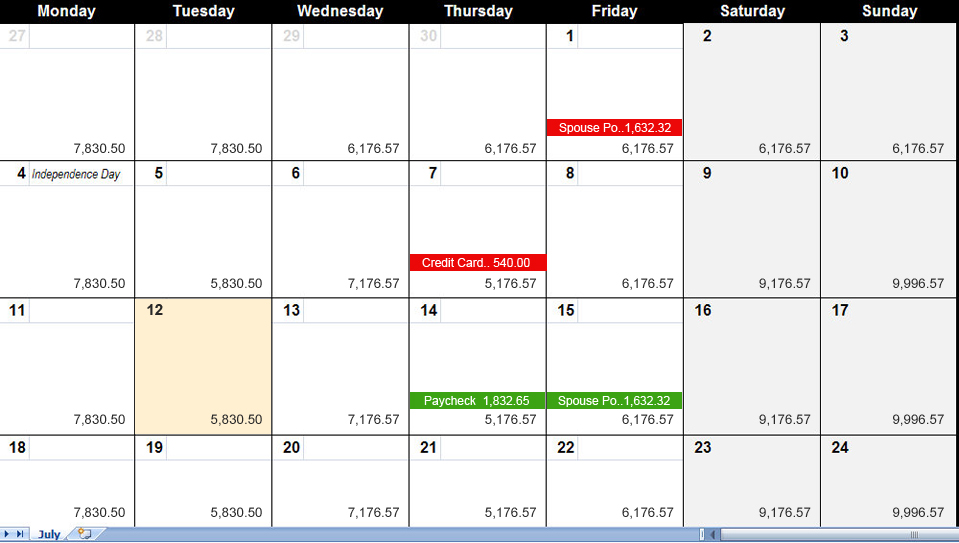 Monday Tuesday Wednesday Thursday Friday Saturday Sunday
27 28 29 30 1 2 3
Spouse Po..1,632.32
7,830.50 7,830.50 6,176.57 6,176.57 6,176.57 6,176.57 6,176.57
4 Independence Day 5 6 7 8 9 10
Credit Card.. 540.00
7,830.50 5,830.50 7,176.57 5,176.57 6,176.57 9,176.57 9,996.57
11 12 13 14 15 16 17
Paycheck 1,832.65 Spouse Po..1,632.32
7,830.50 5,830.50 7,176.57 5,176.57 6,176.57 9,176.57 9,996.57
18 19 20 21 22 23 24
7,830.50 5,830.50 7,176.57 5,176.57 6,176.57 9,176.57 9,996.57
July